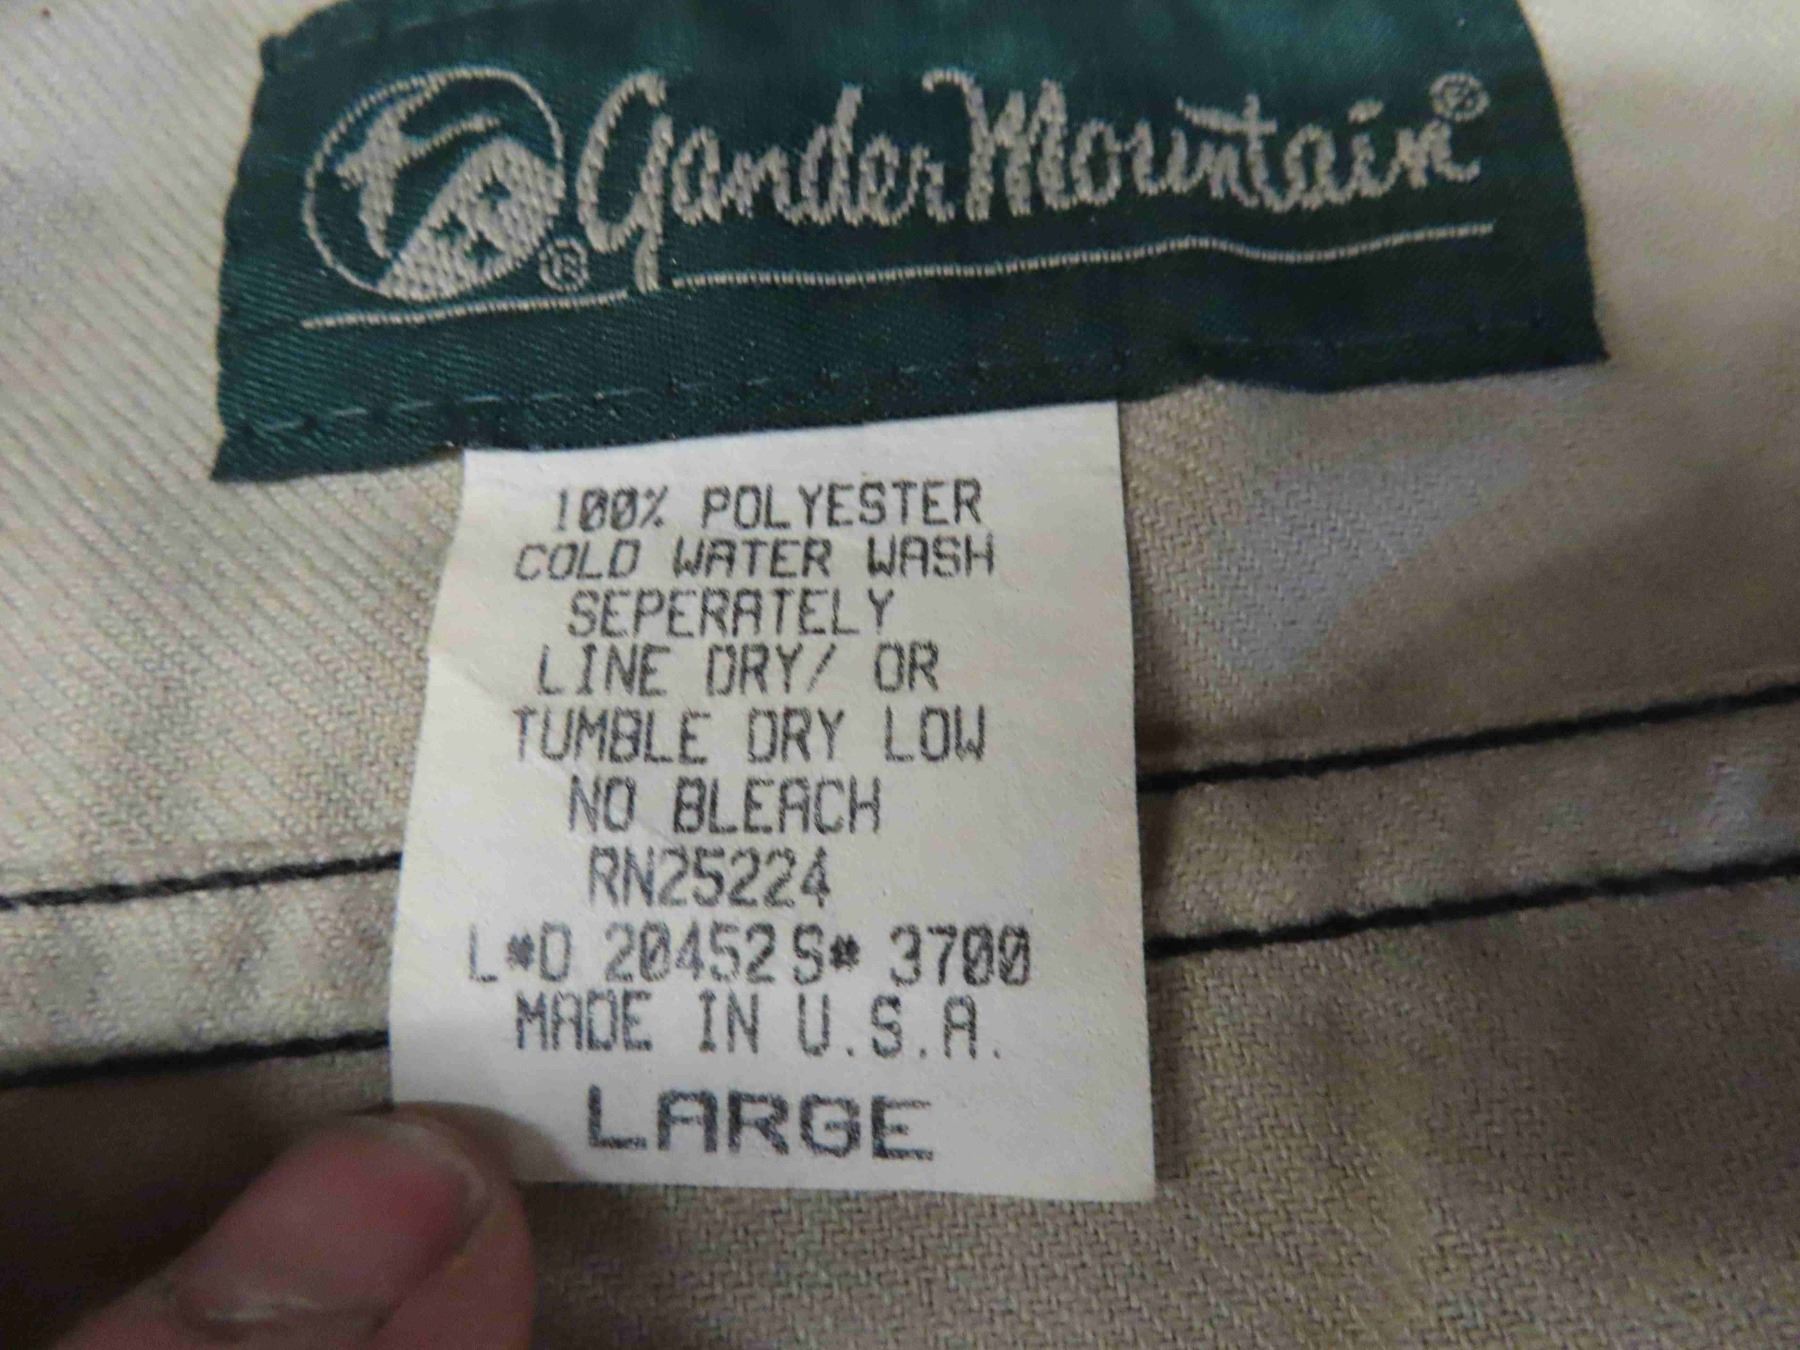 Gander Mountain®
®
100% POLYESTER
COLD WATER WASH
SEPERATELY
LINE DRY/ OR
TUMBLE DRY LOW
NO BLEACH
RN25224
L#D 20452 S# 3700
MADE IN U.S.A.
LARGE